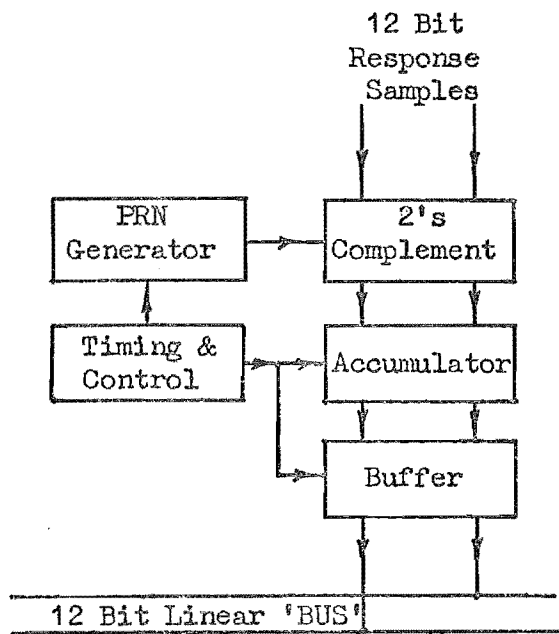 12 Bit
Response
Samples
PRN
Generator
2's
Complement
Timing &
Control
Accumulator
Buffer
12 Bit Linear 'BUS'